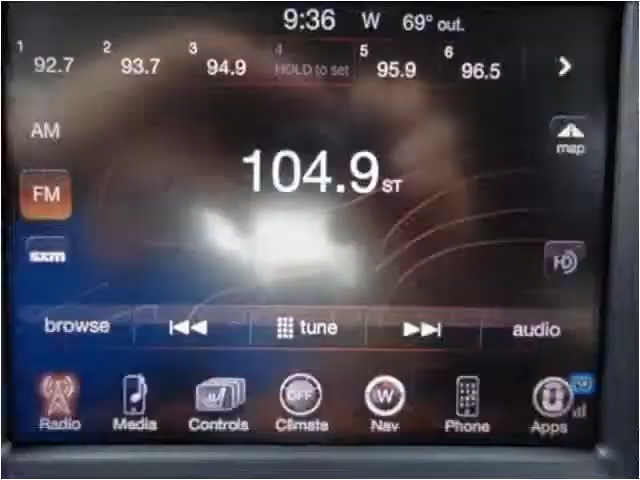 9:36 W 69° out.
1 92.7 2 93.7 3 94.9 4 HOLD to set 5 95.9 6 96.5
AM
map
104.9 ST
FM
sxm
HD
browse tune audio
OFF W U
Radio Media Controls Climate Nav Phone Apps